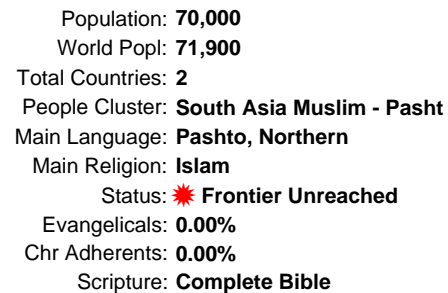 Population: 70,000
World Popl: 71,900
Total Countries: 2
People Cluster: South Asia Muslim - Pasht
Main Language: Pashto, Northern
Main Religion: Islam
Status: Frontier Unreached
Evangelicals: 0.00%
Chr Adherents: 0.00%
Scripture: Complete Bible